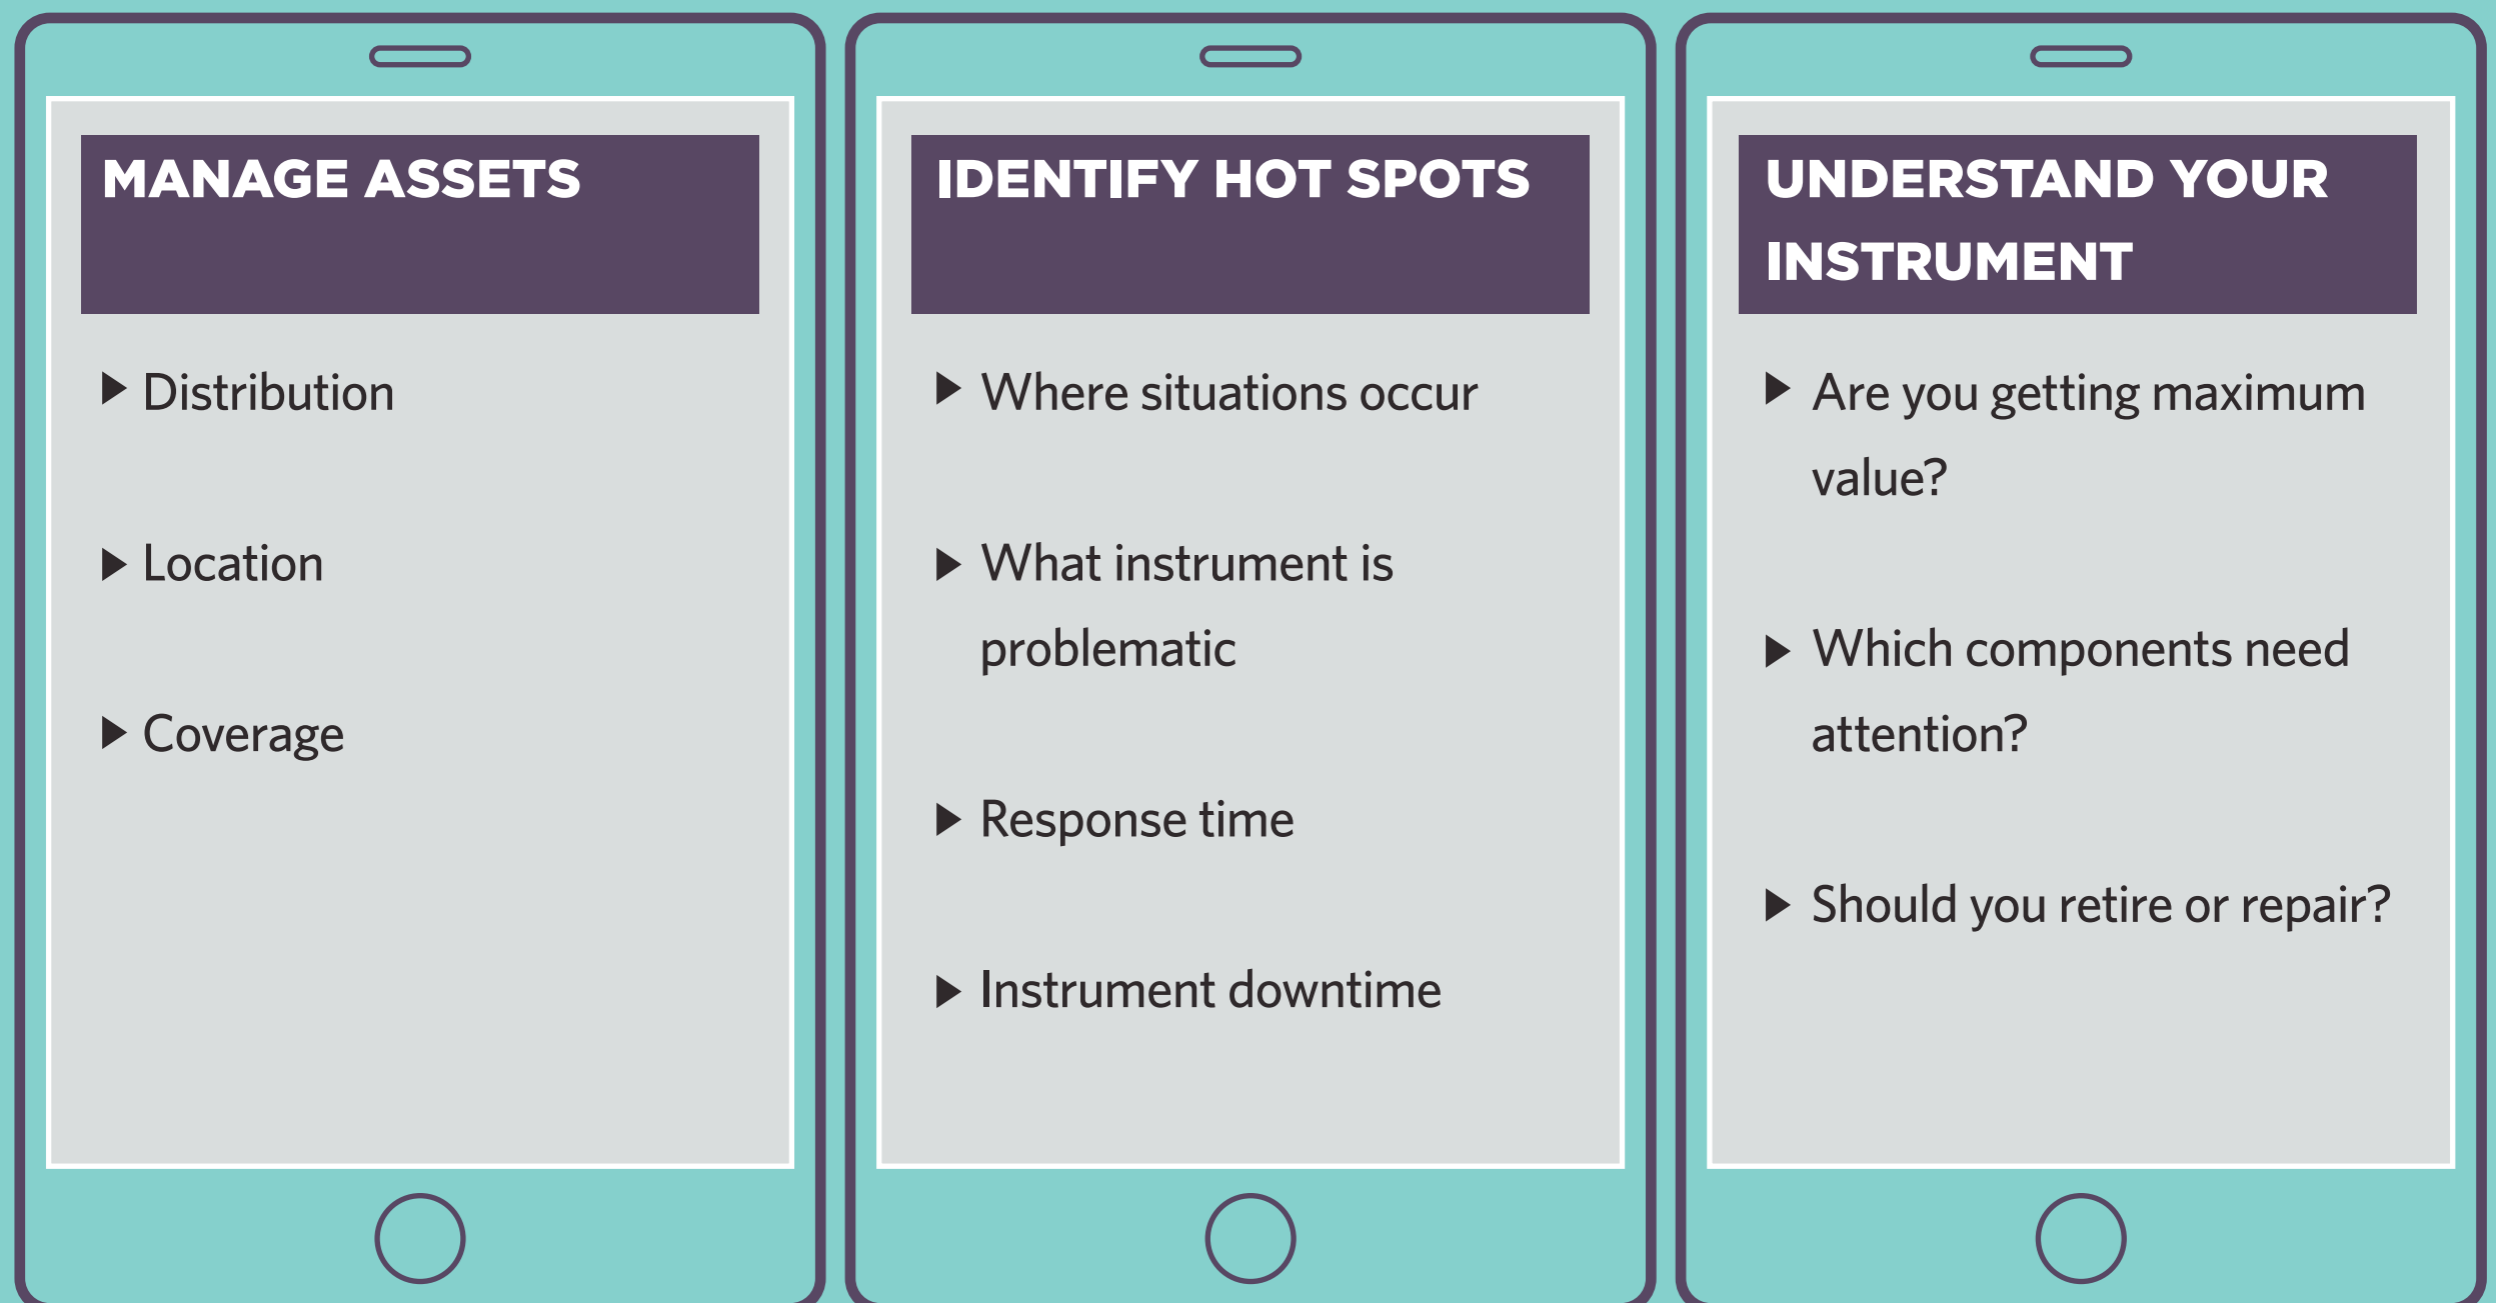 MANAGE ASSETS
Distribution
Location
Coverage
IDENTIFY HOT SPOTS
Where situations occur
What instrument is
problematic
Response time
Instrument downtime
UNDERSTAND YOUR
INSTRUMENT
Are you getting maximum
value?
Which components need
attention?
Should you retire or repair?